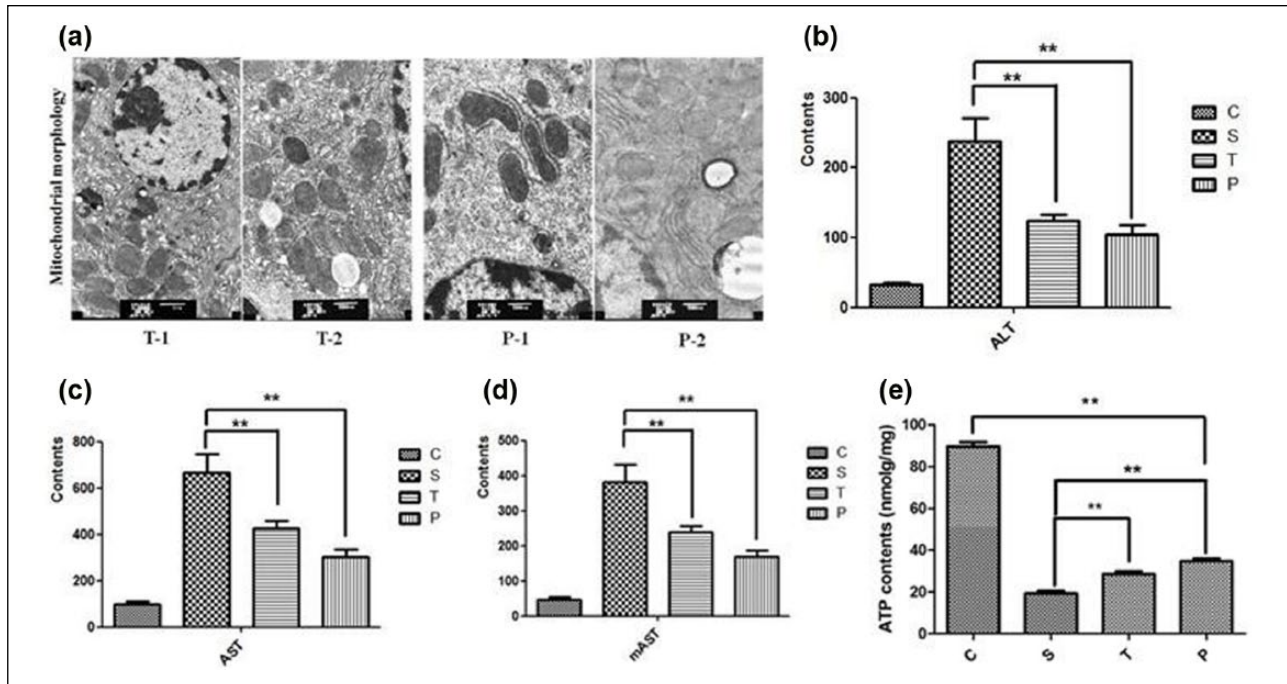 (a)
Mitochondrial morphology
T-1
T-2
P-1
P-2
(b)
Contents
300
200
100
0
**
**
ALT
C
S
T
P
(c)
Contents
800
600
400
200
0
**
**
AST
C
S
T
P
(d)
Contents
500
400
300
200
100
0
**
**
mAST
C
S
T
P
(e)
ATP contents (nmolg/mg)
100
80
60
40
20
0
**
**
**
C
S
T
P